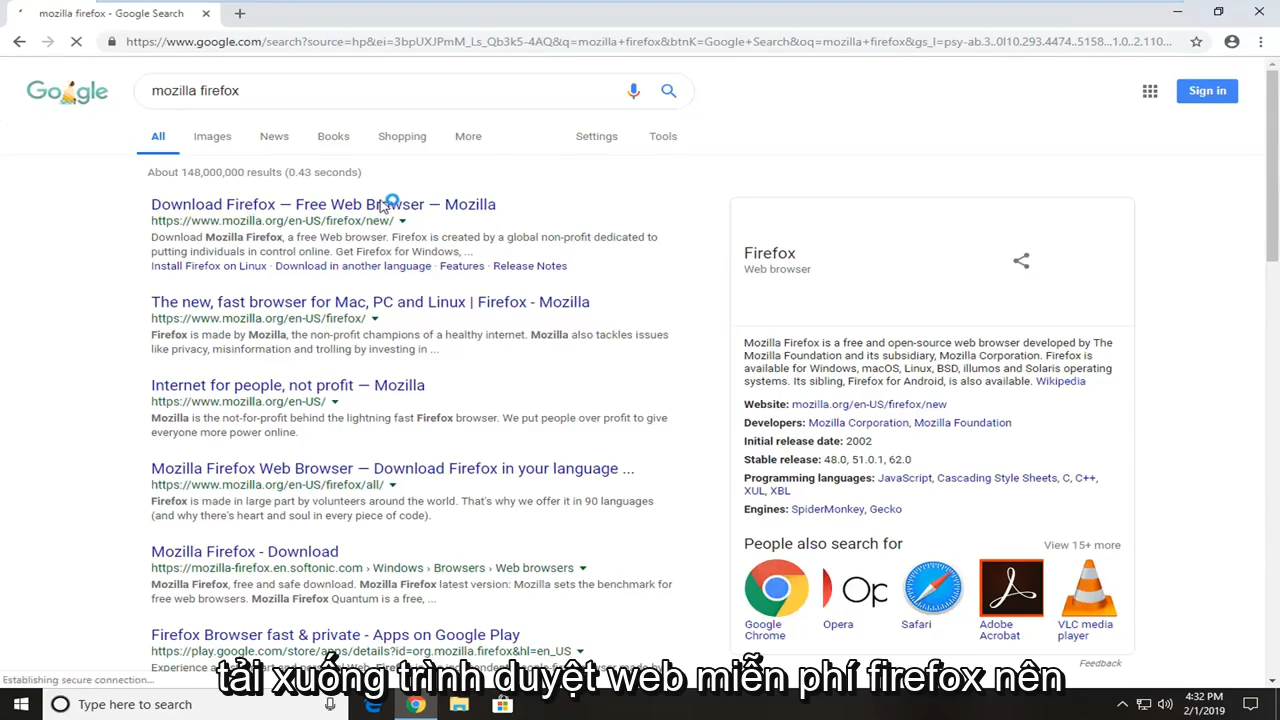 mozilla firefox - Google Search
https://www.google.com/search?source=hp&ei=3bpUXJPmM_Ls_Qb3k5-4AQ&q=mozilla+firefox&btnK=Google+Search&oq=mozilla+firefox&gs_l=psy-ab.3..0l10.293.4474..5158...1.0..2.110...
Google
mozilla firefox
Sign in
All Images News Books Shopping More Settings Tools
About 148,000,000 results (0.43 seconds)
Download Firefox — Free Web Browser — Mozilla
https://www.mozilla.org/en-US/firefox/new/
Download Mozilla Firefox, a free Web browser. Firefox is created by a global non-profit dedicated to
putting individuals in control online. Get Firefox for Windows, ...
Install Firefox on Linux · Download in another language · Features · Release Notes
The new, fast browser for Mac, PC and Linux | Firefox - Mozilla
https://www.mozilla.org/en-US/firefox/
Firefox is made by Mozilla, the non-profit champions of a healthy internet. Mozilla also tackles issues
like privacy, misinformation and trolling by investing in ...
Internet for people, not profit — Mozilla
https://www.mozilla.org/en-US/
Mozilla is the not-for-profit behind the lightning fast Firefox browser. We put people over profit to give
everyone more power online.
Mozilla Firefox Web Browser — Download Firefox in your language ...
https://www.mozilla.org/en-US/firefox/all/
Firefox is made in large part by volunteers around the world. That's why we offer it in 90 languages
(and why there's heart and soul in every piece of code).
Mozilla Firefox - Download
https://mozilla-firefox.en.softonic.com › Windows › Browsers › Web browsers
Mozilla Firefox, free and safe download. Mozilla Firefox latest version: Mozilla sets the benchmark for
free web browsers. Mozilla Firefox Quantum is a free, ...
Firefox Browser fast & private - Apps on Google Play
https://play.google.com/store/apps/details?id=org.mozilla.firefox&hl=en_US
Firefox
Web browser
Mozilla Firefox is a free and open-source web browser developed by The
Mozilla Foundation and its subsidiary, Mozilla Corporation. Firefox is
available for Windows, macOS, Linux, BSD, illumos and Solaris operating
systems. Its sibling, Firefox for Android, is also available. Wikipedia
Website: mozilla.org/en-US/firefox/new
Developers: Mozilla Corporation, Mozilla Foundation
Initial release date: 2002
Stable release: 48.0, 51.0.1, 62.0
Programming languages: JavaScript, Cascading Style Sheets, C, C++,
XUL, XBL
Engines: SpiderMonkey, Gecko
People also search for View 15+ more
Op
Google Chrome
Opera
Safari
Adobe Acrobat
VLC media player
Feedback
Establishing secure connection...
tải xuống trình duyệt web miễn phí firefox nên
Type here to search
4:32 PM
2/1/2019